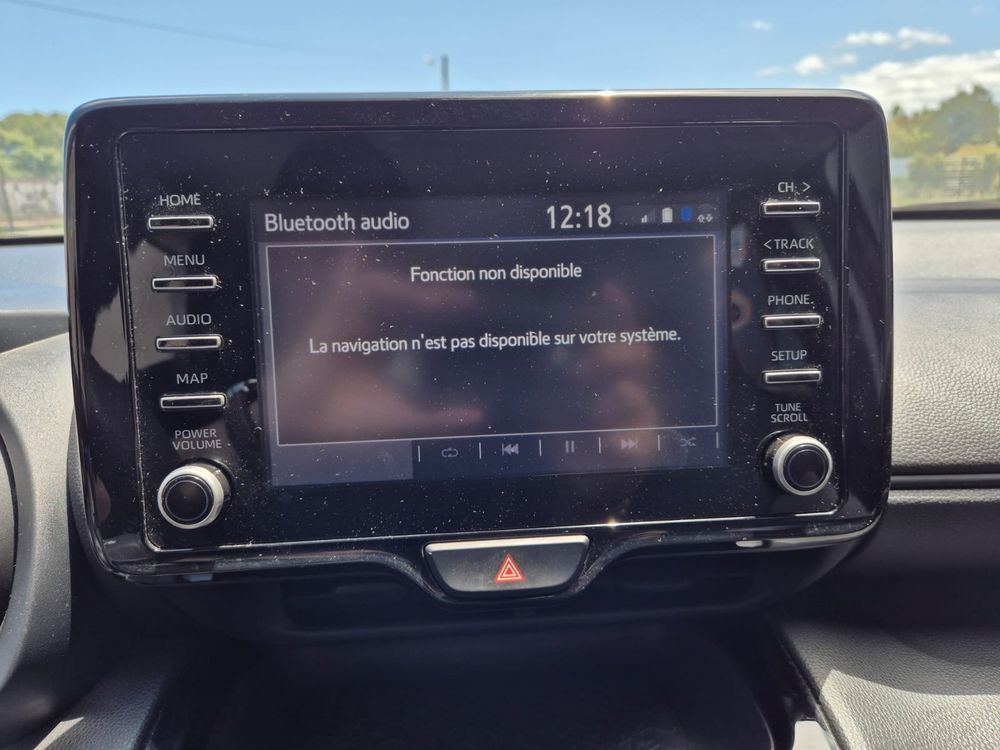 HOME
MENU
AUDIO
MAP
POWER
VOLUME
Bluetooth audio 12:18
Fonction non disponible
La navigation n'est pas disponible sur votre système.
CH. >
< TRACK
PHONE
SETUP
TUNE
SCROLL